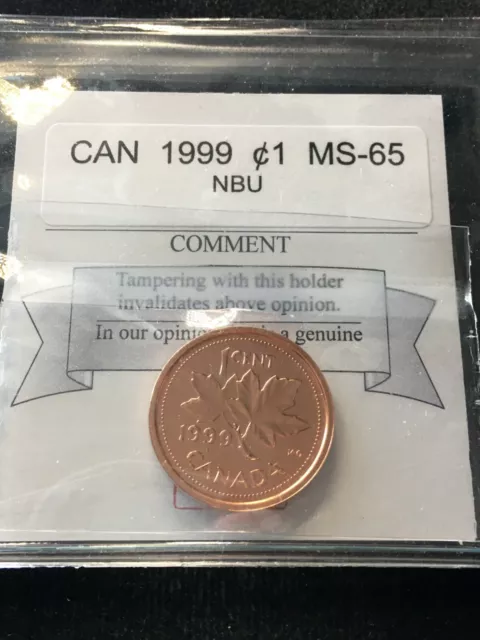 CAN 1999 ¢1 MS-65
NBU
COMMENT
Tampering with this holder
invalidates above opinion.
In our opinion a genuine
1 CENT
1999
CANADA